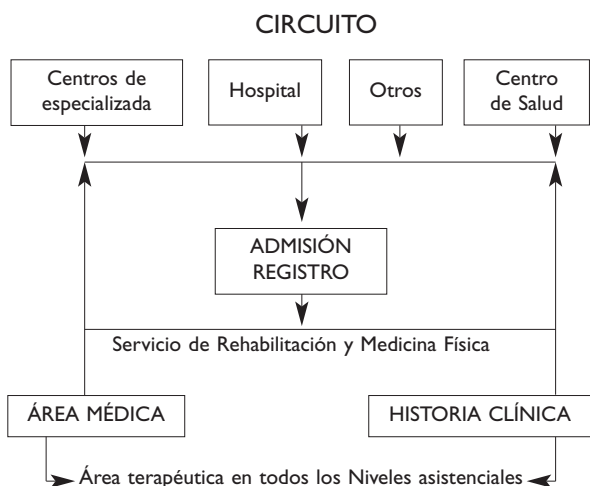 CIRCUITO
Centros de
especializada
Hospital
Otros
Centro
de Salud
ADMISIÓN
REGISTRO
Servicio de Rehabilitación y Medicina Física
ÁREA MÉDICA
HISTORIA CLÍNICA
Área terapéutica en todos los Niveles asistenciales